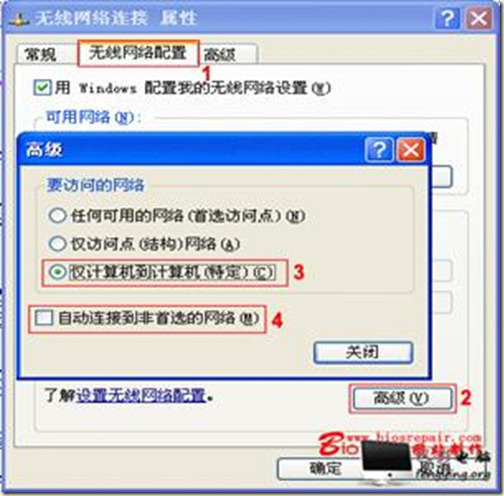 无线网络连接 属性
常规 无线网络配置 高级
1
用 Windows 配置我的无线网络设置(W)
可用网络(N):
高级
要访问的网络
任何可用的网络(首选访问点)(N)
仅访问点(结构)网络(A)
仅计算机到计算机(特定)(C) 3
自动连接到非首选的网络(N) 4
关闭
了解设置无线网络配置。 高级(V) 2
www.biosrepair.com
确定 取消